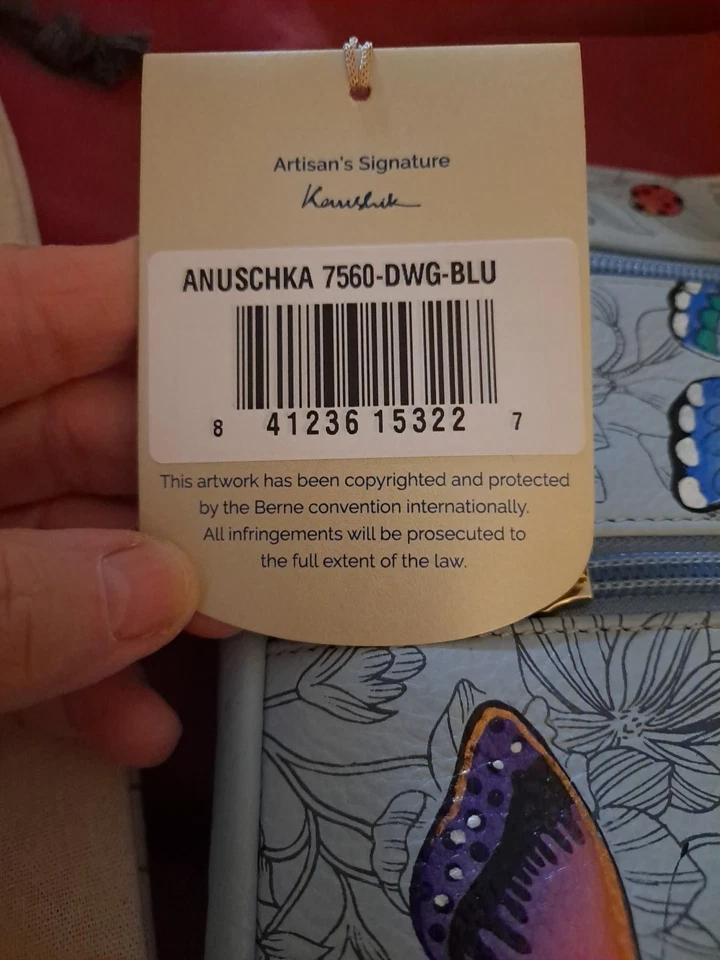 Artisan's Signature
Kaushik
ANUSCHKA 7560-DWG-BLU
8 41236 15322 7
This artwork has been copyrighted and protected
by the Berne convention internationally.
All infringements will be prosecuted to
the full extent of the law.